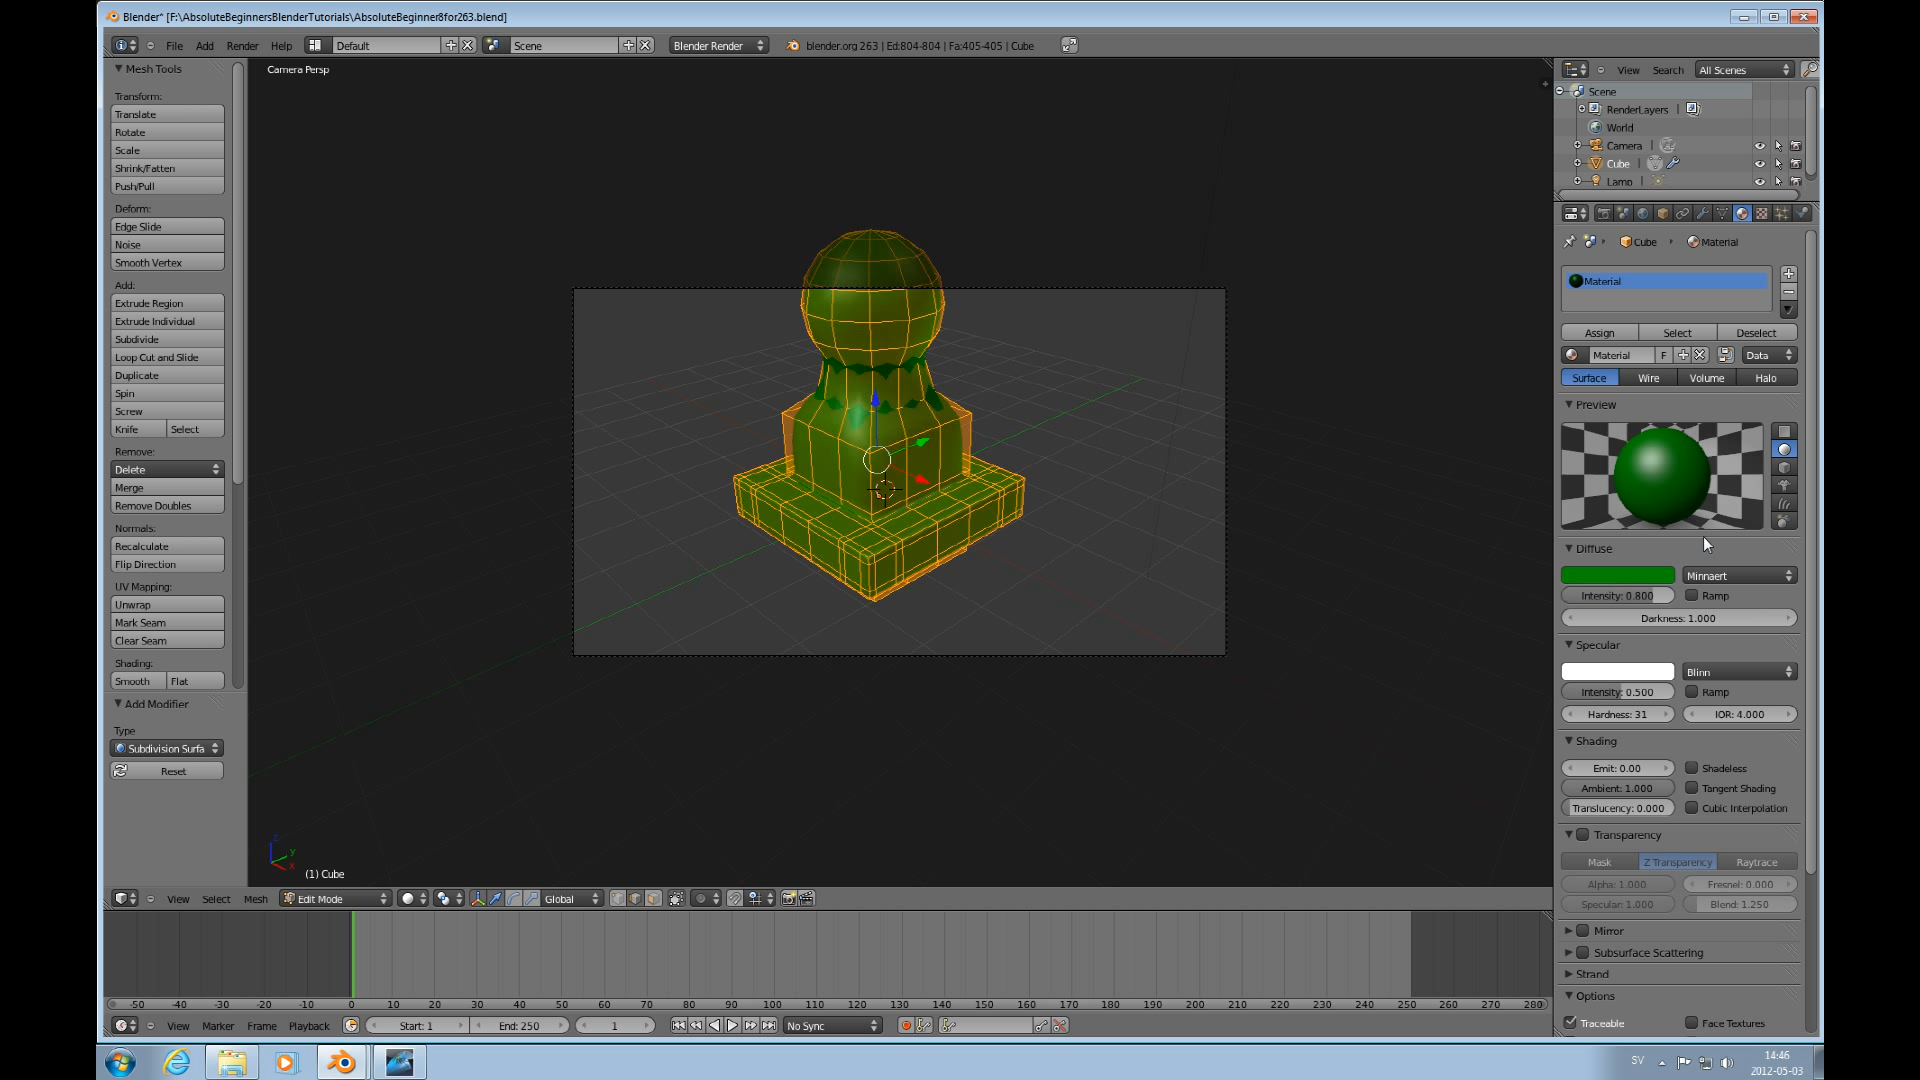 Blender* [F:\AbsoluteBeginnersBlenderTutorials\AbsoluteBeginner8for263.blend]
File Add Render Help Default Scene Blender Render blender.org 263 | Ed:804-804 | Fa:405-405 | Cube
Mesh Tools
Transform:
Translate
Rotate
Scale
Shrink/Fatten
Push/Pull
Deform:
Edge Slide
Noise
Smooth Vertex
Add:
Extrude Region
Extrude Individual
Subdivide
Loop Cut and Slide
Duplicate
Spin
Screw
Knife Select
Remove:
Delete
Merge
Remove Doubles
Normals:
Recalculate
Flip Direction
UV Mapping:
Unwrap
Mark Seam
Clear Seam
Shading:
Smooth Flat
Add Modifier
Type
Subdivision Surfa
Reset
Camera Persp
z
y
x
(1) Cube
View Select Mesh Edit Mode Global
-50 -40 -30 -20 -10 0 10 20 30 40 50 60 70 80 90 100 110 120 130 140 150 160 170 180 190 200 210 220 230 240 250 260 270 280
View Marker Frame Playback Start: 1 End: 250 1 No Sync
View Search All Scenes
Scene
RenderLayers |
World
Camera |
Cube |
Lamp |
Cube Material
Material
Assign Select Deselect
Material F Data
Surface Wire Volume Halo
Preview
Diffuse
Minnaert
Intensity: 0.800 Ramp
Darkness: 1.000
Specular
Blinn
Intensity: 0.500 Ramp
Hardness: 31 IOR: 4.000
Shading
Emit: 0.00 Shadeless
Ambient: 1.000 Tangent Shading
Translucency: 0.000 Cubic Interpolation
Transparency
Mask Z Transparency Raytrace
Alpha: 1.000 Fresnel: 0.000
Specular: 1.000 Blend: 1.250
Mirror
Subsurface Scattering
Strand
Options
Traceable Face Textures
SV
14:46
2012-05-03